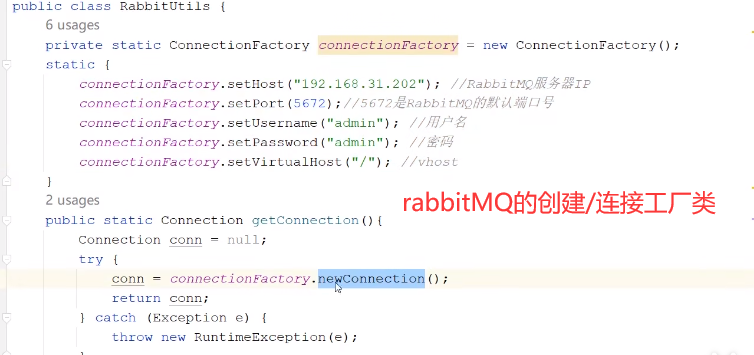 public class RabbitUtils {
6 usages
private static ConnectionFactory connectionFactory = new ConnectionFactory();
static {
connectionFactory.setHost("192.168.31.202"); //RabbitMQ服务器IP
connectionFactory.setPort(5672);//5672是RabbitMQ的默认端口号
connectionFactory.setUsername("admin"); //用户名
connectionFactory.setPassword("admin"); //密码
connectionFactory.setVirtualHost("/"); //vhost
}
2 usages
public static Connection getConnection(){
rabbitMQ的创建/连接工厂类
Connection conn = null;
try {
conn = connectionFactory.newConnection();
return conn;
} catch (Exception e) {
throw new RuntimeException(e);
}